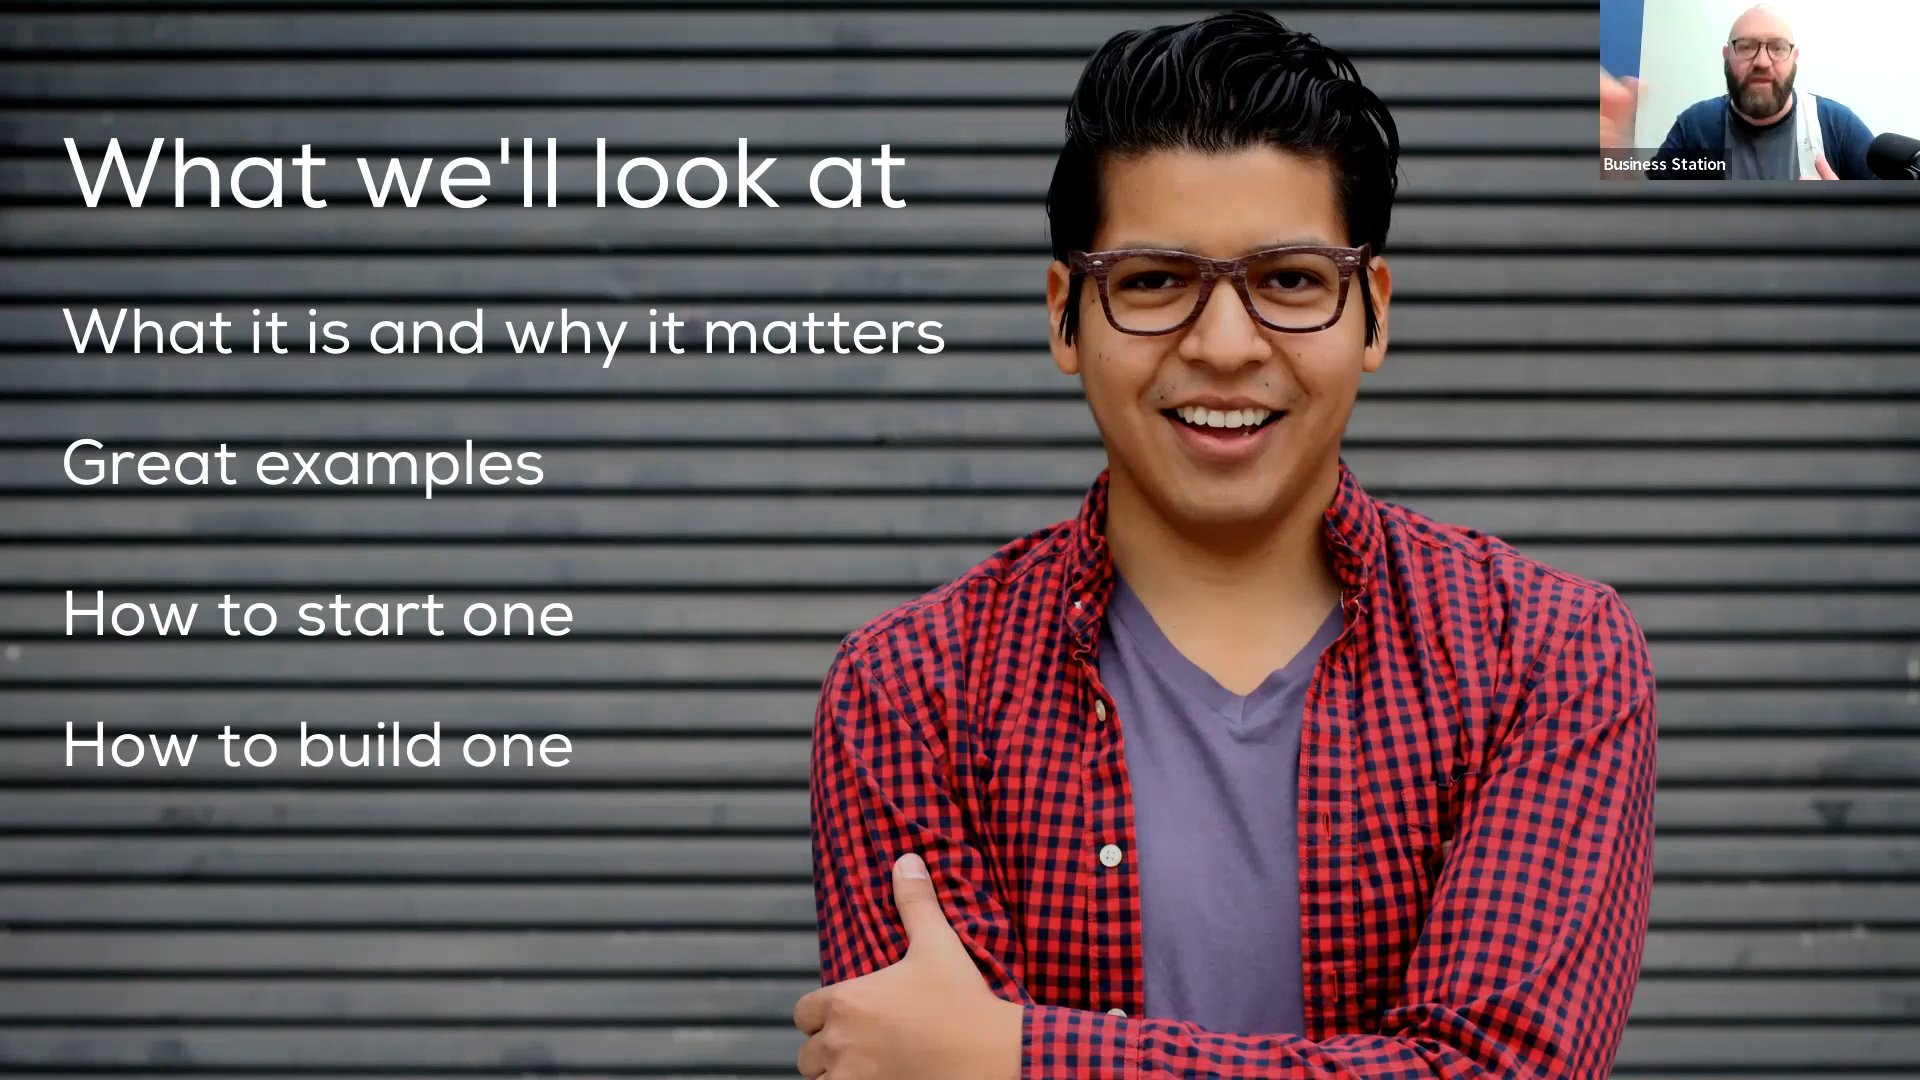 What we'll look at
What it is and why it matters
Great examples
How to start one
How to build one
Business Station